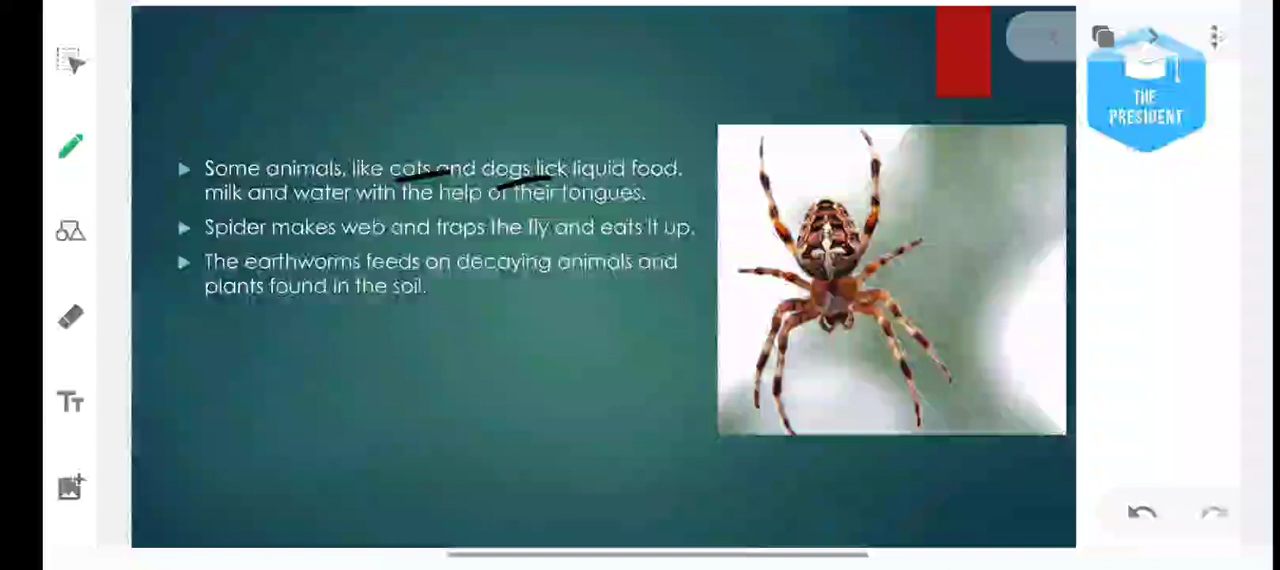 Some animals, like cats and dogs lick liquid food.
milk and water with the help of their tongues.
Spider makes web and traps the fly and eats it up.
The earthworms feeds on decaying animals and
plants found in the soil.
THE
PRESIDENT
Tт